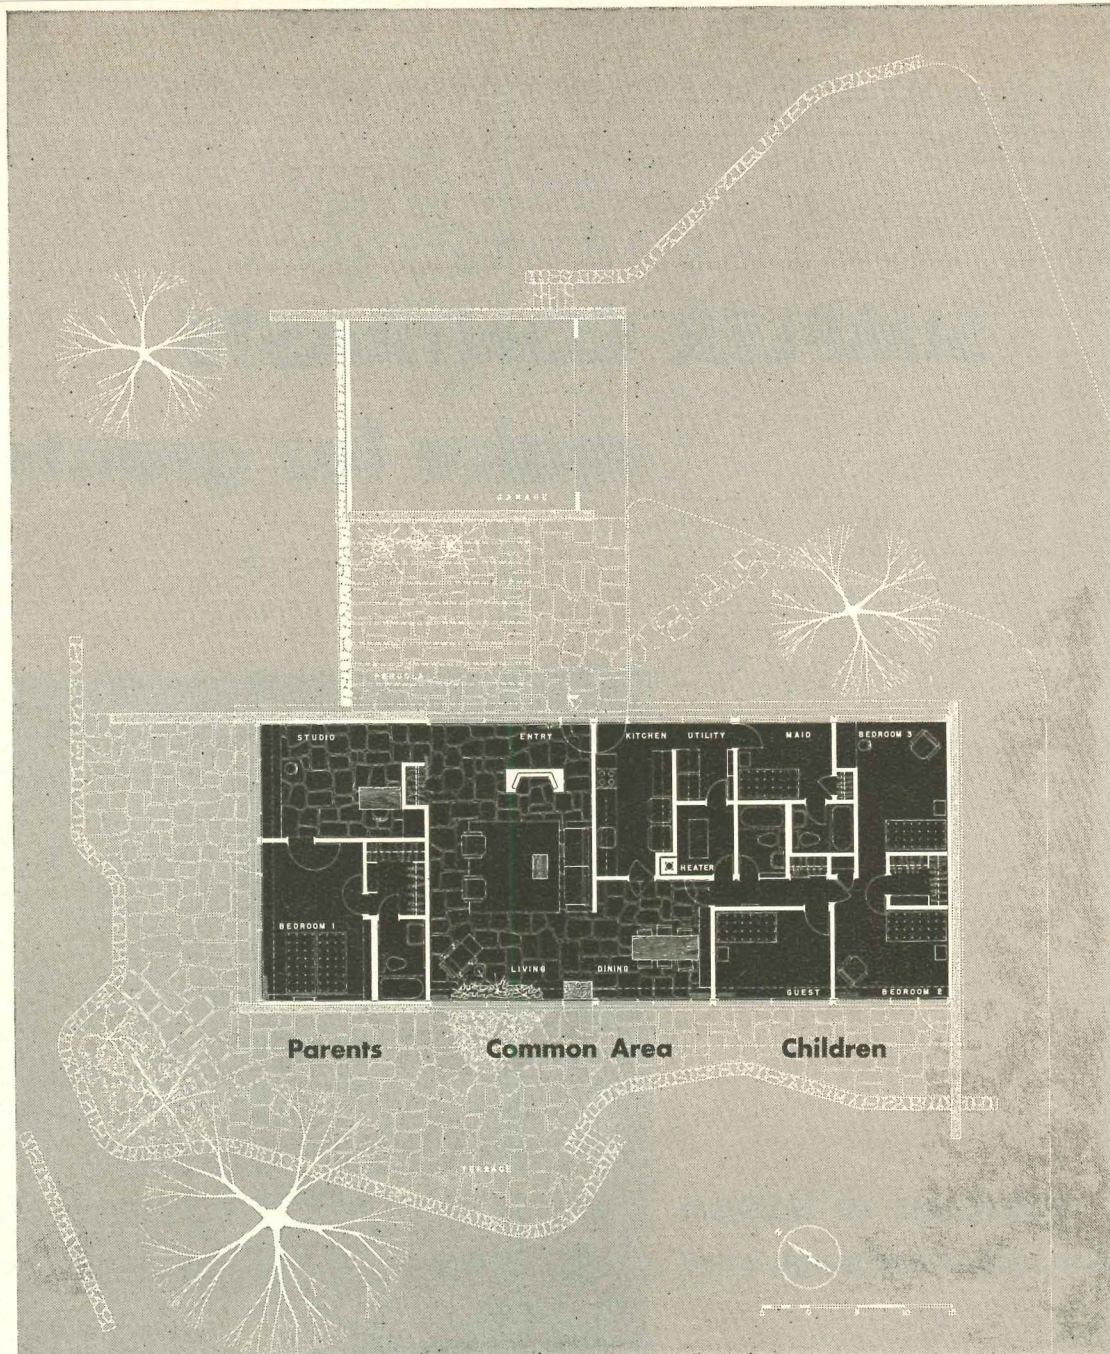 GARAGE
PERGOLA
STUDIO ENTRY KITCHEN UTILITY MAID BEDROOM 3
HEATER
BEDROOM 1
LIVING DINING
GUEST BEDROOM 2
Parents Common Area Children
TERRACE
N